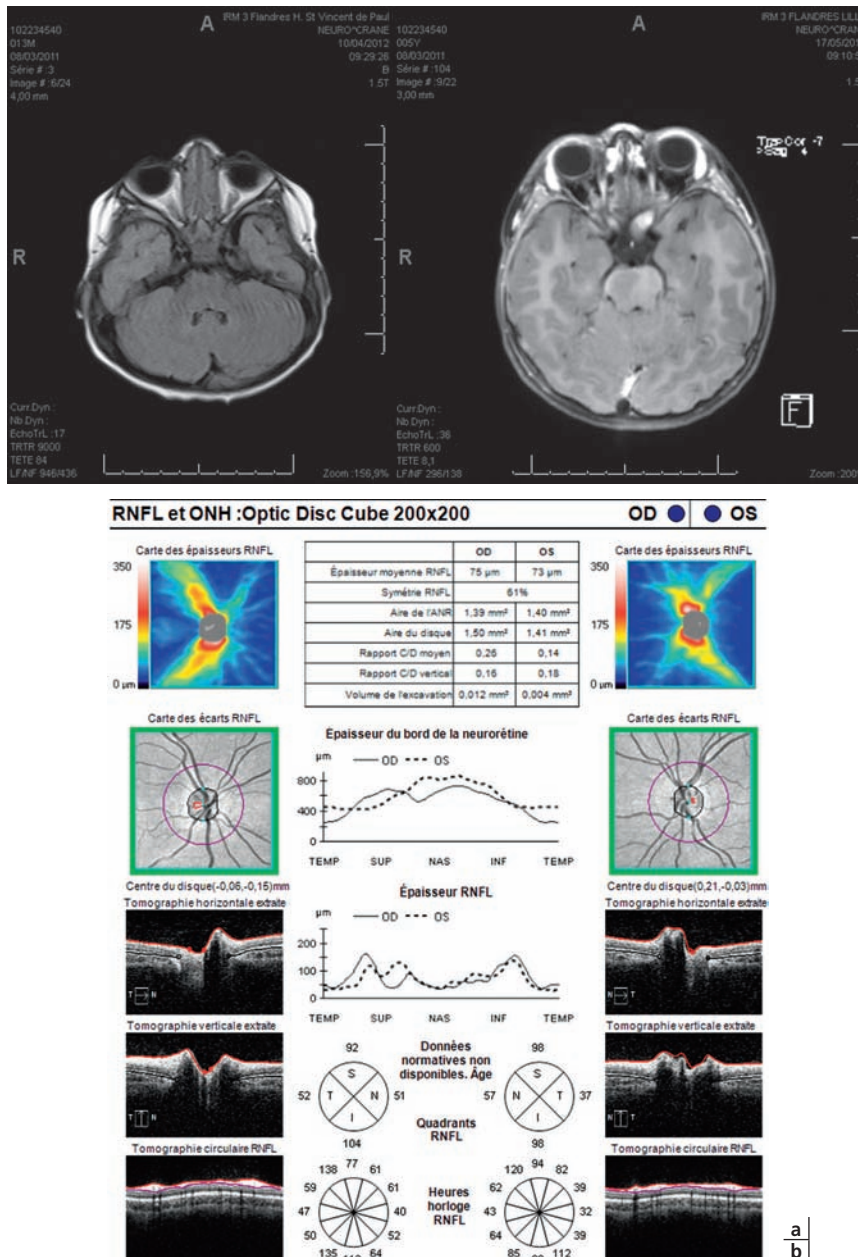 IRM 3 Flandres H. St Vincent de Paul
102234540
A
NEURO^CRANE
013M
10/04/2012
08/03/2011
09:29:26
Série # :3
B
Image # :6/24
1.5T
4,00 mm
R
Curr.Dyn :
Nb.Dyn :
EchoTrL :17
TRTR 9000
TETE 84
LF/NF 946/436
Zoom :156,9%
IRM 3 FLANDRES LILL
102234540
A
NEURO^CRAN
005Y
17/05/201
08/03/2011
09:10:5
Série # :104
Image # :9/22
1.5
3,00 mm
R
F
Curr.Dyn :
Nb.Dyn :
EchoTrL :36
TRTR 600
TETE 8,1
LF/NF 296/138
Zoom :200
RNFL et ONH :Optic Disc Cube 200x200
OD
OS
Carte des épaisseurs RNFL
350
175
0 µm
OD
OS
Épaisseur moyenne RNFL
75 µm
73 µm
Symétrie RNFL
61%
Aire de l'ANR
1,39 mm²
1,40 mm²
Aire du disque
1,50 mm²
1,41 mm²
Rapport C/D moyen
0,26
0,14
Rapport C/D vertical
0,16
0,18
Volume de l'excavation
0,012 mm³
0,004 mm³
Carte des épaisseurs RNFL
350
175
0 µm
Carte des écarts RNFL
Centre du disque(-0,06,-0,15)mm
Tomographie horizontale extraite
T
N
Tomographie verticale extraite
T
N
Tomographie circulaire RNFL
Épaisseur du bord de la neurorétine
µm
OD
OS
800
400
0
TEMP
SUP
NAS
INF
TEMP
Épaisseur RNFL
µm
OD
OS
200
100
0
TEMP
SUP
NAS
INF
TEMP
92
S
52
T
N
51
I
104
Données
normatives non
disponibles. Âge
Quadrants
RNFL
98
S
57
N
T
37
I
98
138
77
61
59
61
47
40
50
52
135
64
Heures
horloge
RNFL
120
94
82
62
39
43
32
64
39
85
112
Carte des écarts RNFL
Centre du disque(0,21,-0,03)mm
Tomographie horizontale extraite
N
T
Tomographie verticale extraite
N
T
Tomographie circulaire RNFL
a
b